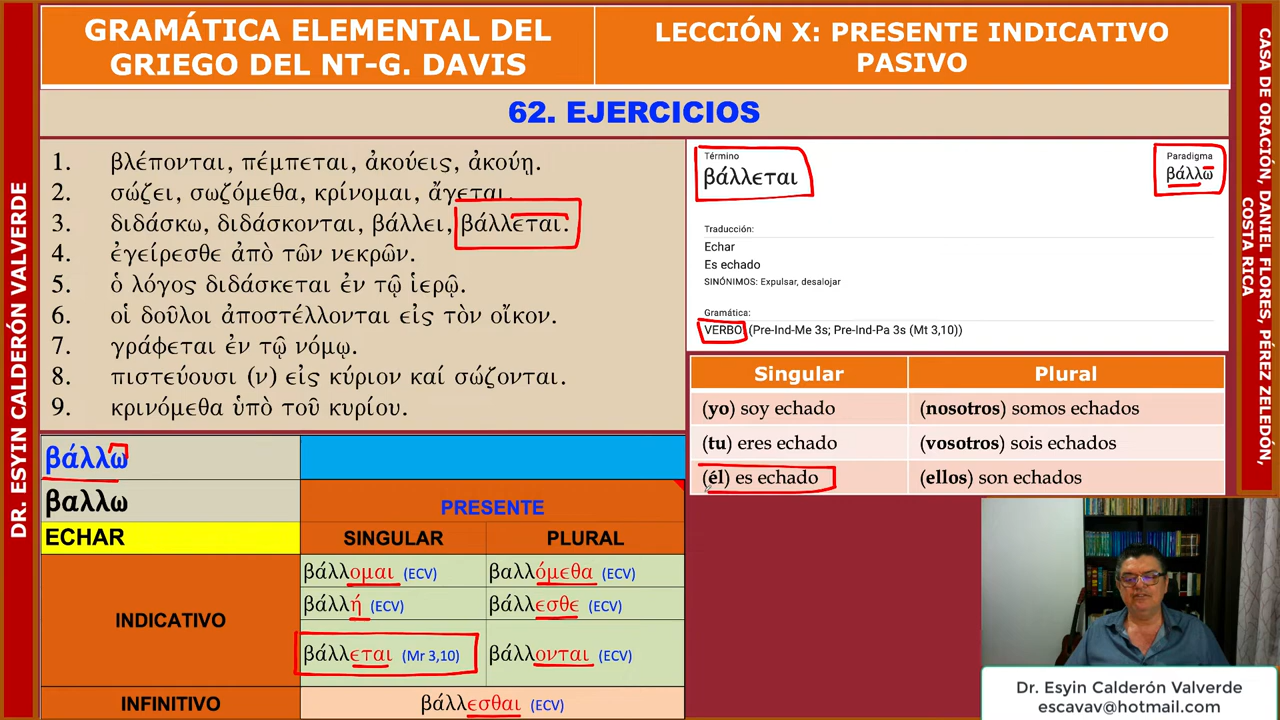 GRAMÁTICA ELEMENTAL DEL
GRIEGO DEL NT-G. DAVIS
LECCIÓN X: PRESENTE INDICATIVO
PASIVO
62. EJERCICIOS
1. βλέπονται, πέμπεται, ἀκούεις, ἀκούῃ.
2. σώζει, σωζόμεθα, κρίνομαι, ἄγεται.
3. διδάσκω, διδάσκονται, βάλλει, βάλλεται.
4. ἐγείρεσθε ἀπὸ τῶν νεκρῶν.
5. ὁ λόγος διδάσκεται ἐν τῷ ἱερῷ.
6. οἱ δοῦλοι ἀποστέλλονται εἰς τὸν οἶκον.
7. γράφεται ἐν τῷ νόμῳ.
8. πιστεύουσι (ν) εἰς κύριον καί σώζονται.
9. κρινόμεθα ὑπὸ τοῦ κυρίου.
Término
βάλλεται
Paradigma
βάλλω
Traducción:
Echar
Es echado
SINÓNIMOS: Expulsar, desalojar
Gramática:
VERBO (Pre-Ind-Me 3s; Pre-Ind-Pa 3s (Mt 3,10))
Singular Plural
(yo) soy echado (nosotros) somos echados
(tu) eres echado (vosotros) sois echados
(él) es echado (ellos) son echados
βάλλω
βαλλω
PRESENTE
ECHAR SINGULAR PLURAL
INDICATIVO
βάλλομαι (ECV) βαλλόμεθα (ECV)
βάλλή (ECV) βάλλεσθε (ECV)
βάλλεται (Mr 3,10) βάλλονται (ECV)
INFINITIVO βάλλεσθαι (ECV)
DR. ESYIN CALDERÓN VALVERDE
CASA DE ORACIÓN, DANIEL FLORES, PÉREZ ZELEDÓN,
COSTA RICA
Dr. Esyin Calderón Valverde
escavav@hotmail.com